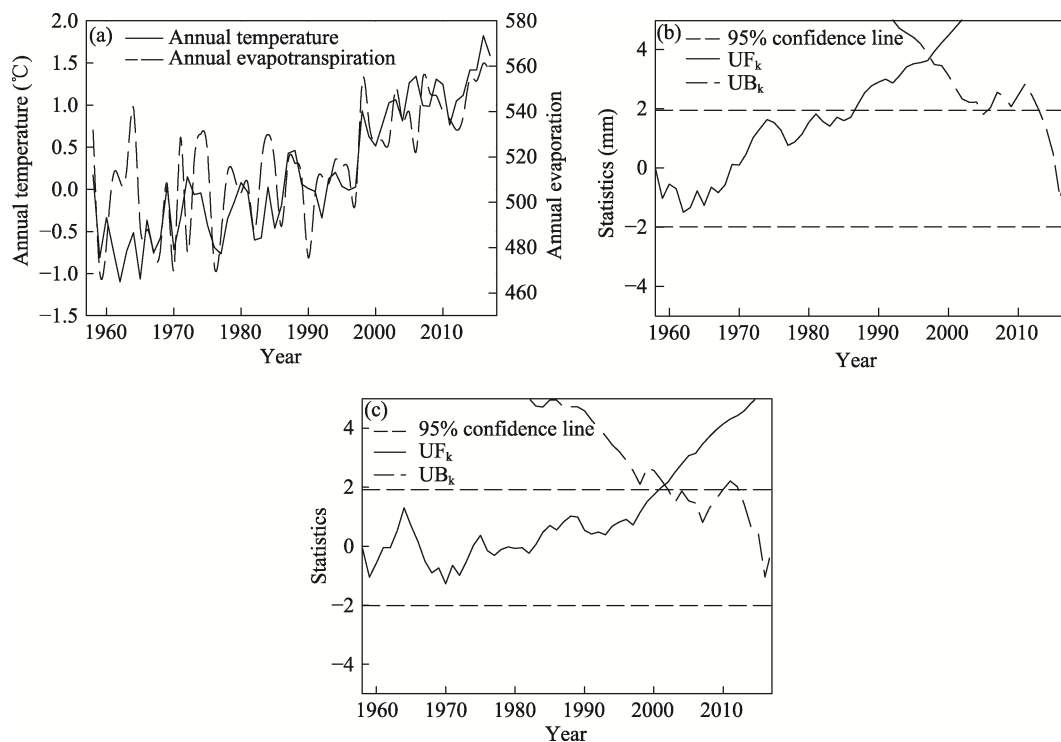 (a)
Annual temperature
Annual evapotranspiration
Annual temperature (℃)
2.0
1.5
1.0
0.5
0.0
−0.5
−1.0
−1.5
580
560
540
520
500
480
460
Annual evaporation
1960 1970 1980 1990 2000 2010
Year
(b)
95% confidence line
UFk
UBk
Statistics (mm)
4
2
0
−2
−4
1960 1970 1980 1990 2000 2010
Year
(c)
95% confidence line
UFk
UBk
Statistics
4
2
0
−2
−4
1960 1970 1980 1990 2000 2010
Year